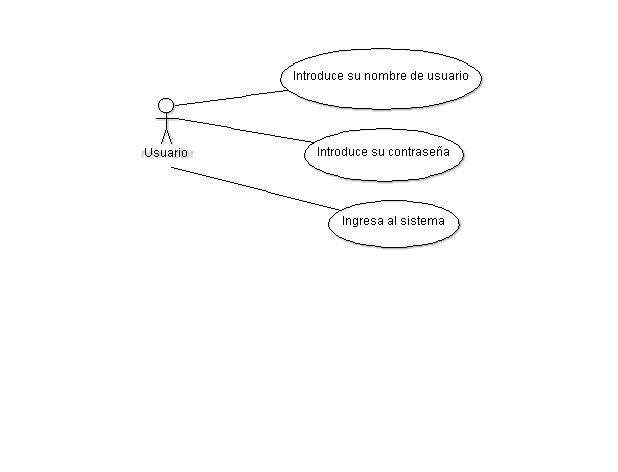 Introduce su nombre de usuario
Usuario
Introduce su contraseña
Ingresa al sistema